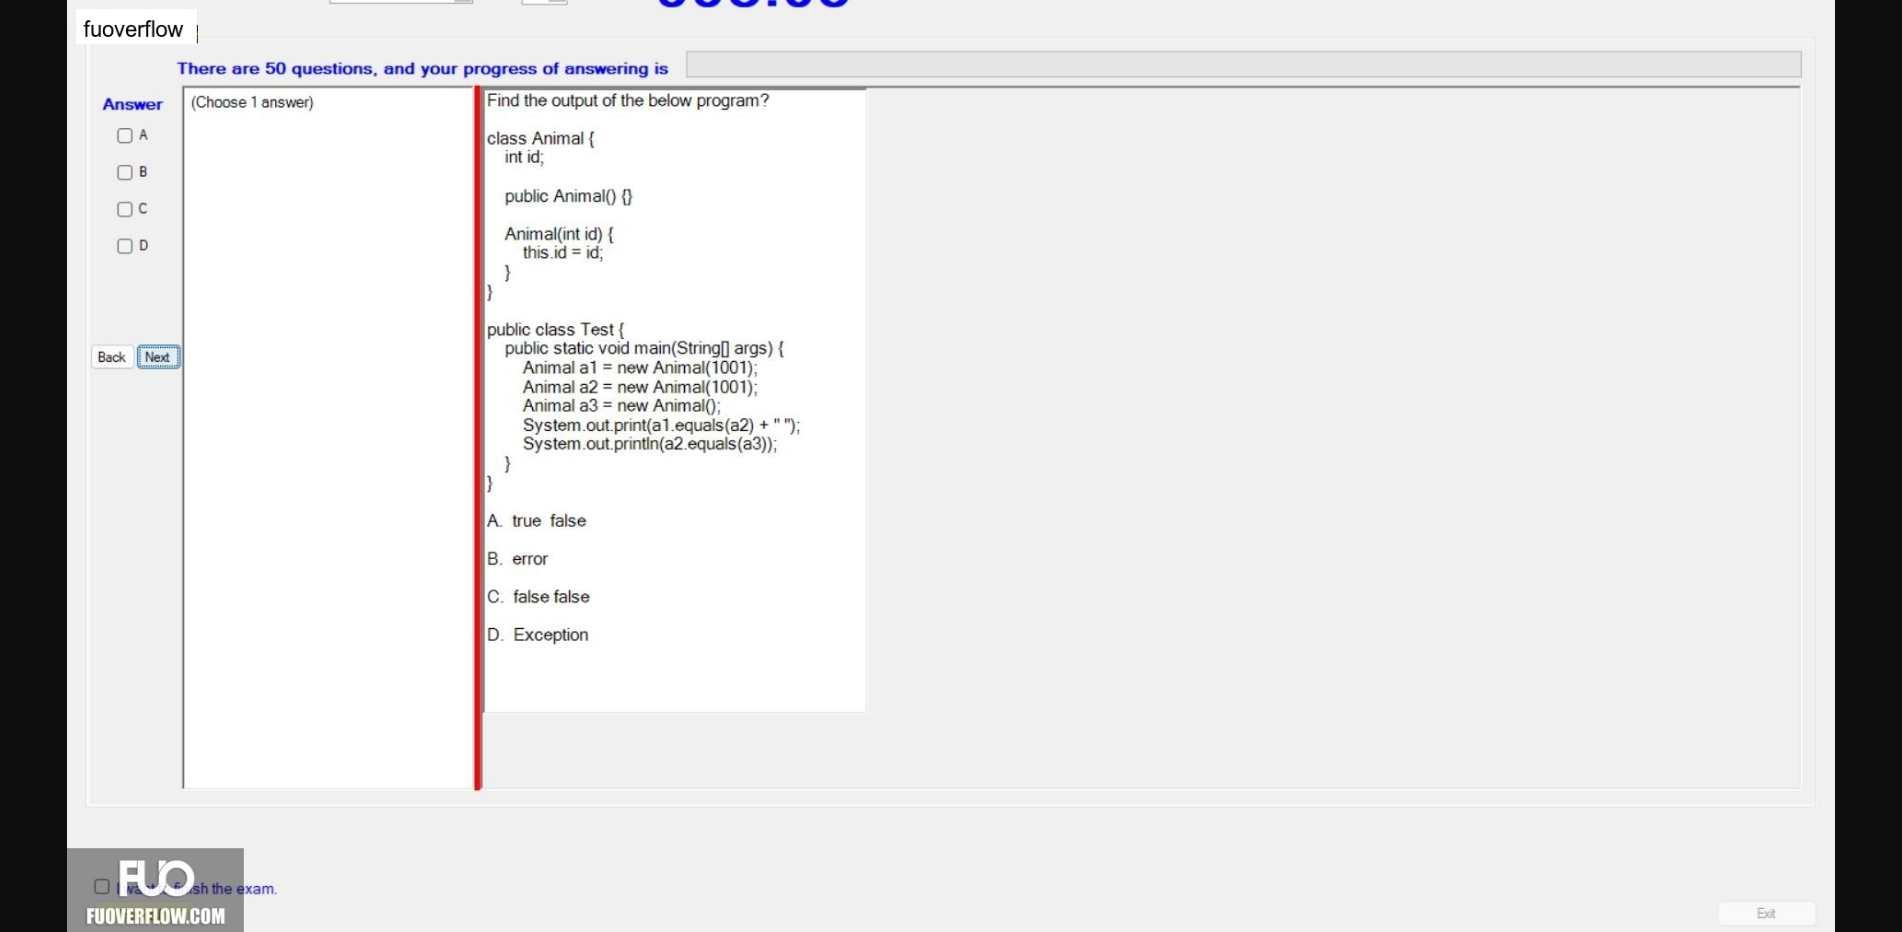 fuoverflow
There are 50 questions, and your progress of answering is
Answer
(Choose 1 answer)
A
B
C
D
Back Next
Find the output of the below program?
class Animal {
int id;
public Animal() {}
Animal(int id) {
this.id = id;
}
}
public class Test {
public static void main(String[] args) {
Animal a1 = new Animal(1001);
Animal a2 = new Animal(1001);
Animal a3 = new Animal();
System.out.print(a1.equals(a2) + " ");
System.out.println(a2.equals(a3));
}
}
A. true false
B. error
C. false false
D. Exception
FUO
the exam.
FUOVERFLOW.COM
Exit